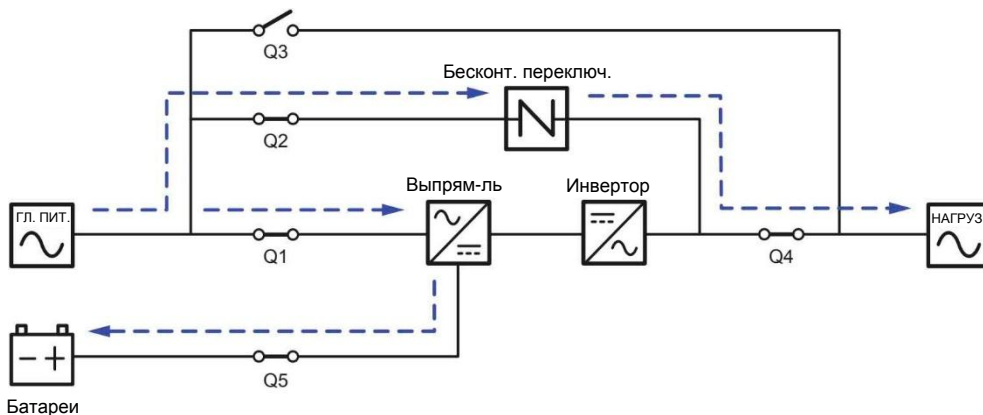 Q3
Бесконт. переключ.
Q2
Выпрям-ль
Инвертор
ГЛ. ПИТ.
Q1
Q4
НАГРУЗ
Q5
Батареи